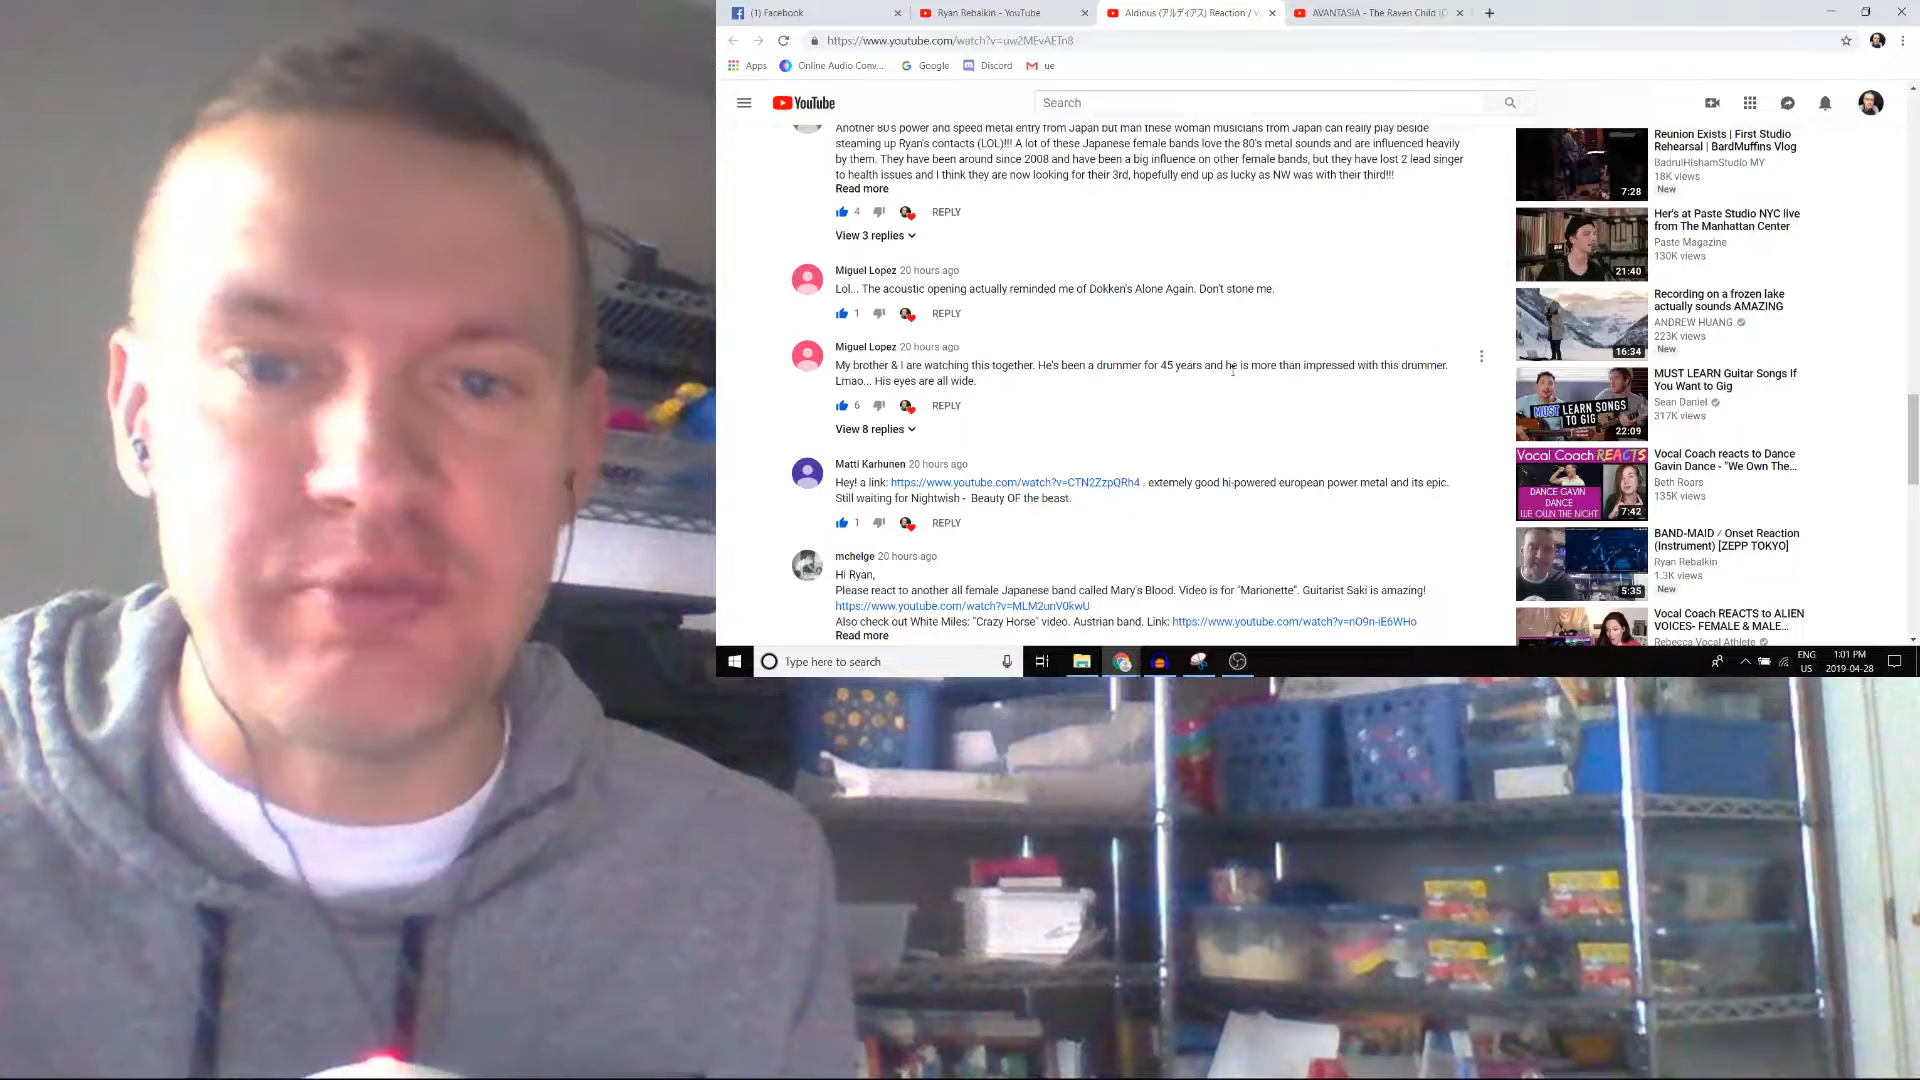 (1) Facebook
Ryan Rebalkin - YouTube
Aldious (アルディアス) Reaction / V
AVANTASIA - The Raven Child (O
https://www.youtube.com/watch?v=uw2MEvAETn8
Apps
Online Audio Conv...
Google
Discord
ue
YouTube
Search
Another 80's power and speed metal entry from Japan but man these woman musicians from Japan can really play beside
steaming up Ryan's contacts (LOL)!!! A lot of these Japanese female bands love the 80's metal sounds and are influenced heavily
by them. They have been around since 2008 and have been a big influence on other female bands, but they have lost 2 lead singer
to health issues and I think they are now looking for their 3rd, hopefully end up as lucky as NW was with their third!!!
Read more
4
REPLY
View 3 replies
Miguel Lopez 20 hours ago
Lol... The acoustic opening actually reminded me of Dokken's Alone Again. Don't stone me.
1
REPLY
Miguel Lopez 20 hours ago
My brother & I are watching this together. He's been a drummer for 45 years and he is more than impressed with this drummer.
Lmao... His eyes are all wide.
6
REPLY
View 8 replies
Matti Karhunen 20 hours ago
Hey! a link: https://www.youtube.com/watch?v=CTN2ZzpQRh4 . extemely good hi-powered european power metal and its epic.
Still waiting for Nightwish - Beauty OF the beast.
1
REPLY
mchelge 20 hours ago
Hi Ryan,
Please react to another all female Japanese band called Mary's Blood. Video is for "Marionette". Guitarist Saki is amazing!
https://www.youtube.com/watch?v=MLM2unV0kwU
Also check out White Miles: "Crazy Horse" video. Austrian band. Link: https://www.youtube.com/watch?v=nO9n-iE6WHo
Read more
Reunion Exists | First Studio
Rehearsal | BardMuffins Vlog
BadrulHishamStudio MY
18K views
New
7:28
Her's at Paste Studio NYC live
from The Manhattan Center
Paste Magazine
130K views
21:40
Recording on a frozen lake
actually sounds AMAZING
ANDREW HUANG
223K views
New
16:34
MUST LEARN Guitar Songs If
You Want to Gig
Sean Daniel
317K views
MUST LEARN SONGS
TO GIG
22:09
Vocal Coach reacts to Dance
Gavin Dance - "We Own The...
Beth Roars
135K views
Vocal Coach REACTS
DANCE GAVIN
DANCE
WE OWN THE NIGHT
7:42
BAND-MAID / Onset Reaction
(Instrument) [ZEPP TOKYO]
Ryan Rebalkin
1.3K views
New
5:35
Vocal Coach REACTS to ALIEN
VOICES- FEMALE & MALE...
Rebecca Vocal Athlete
Type here to search
ENG
US
1:01 PM
2019-04-28